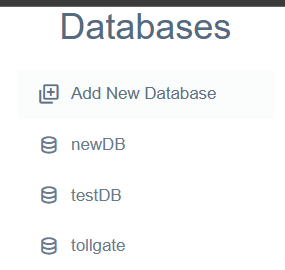 Databases
Add New Database
newDB
testDB
tollgate